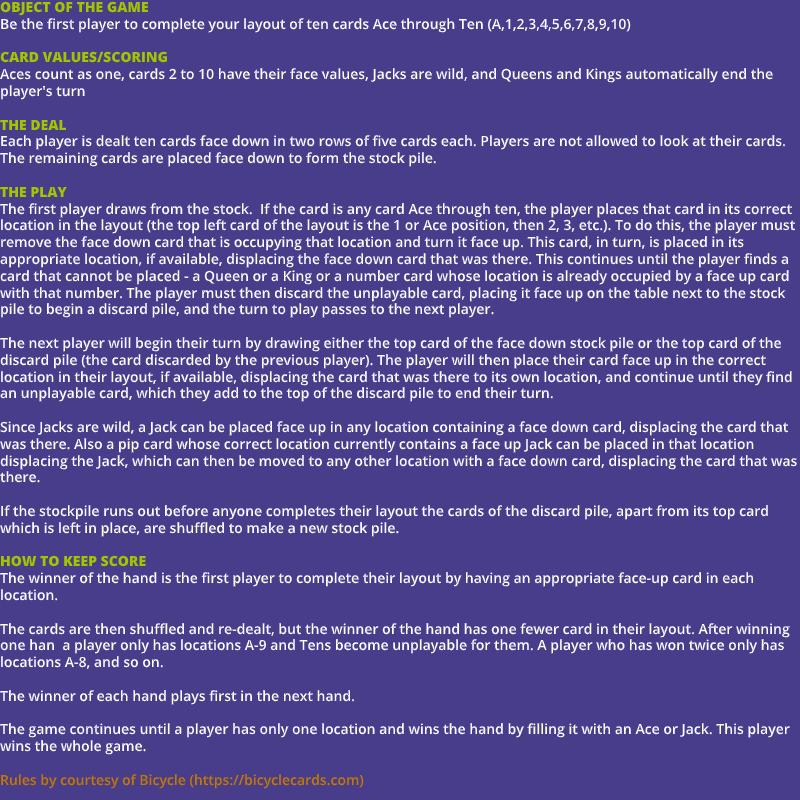 OBJECT OF THE GAME
Be the first player to complete your layout of ten cards Ace through Ten (A,1,2,3,4,5,6,7,8,9,10)
CARD VALUES/SCORING
Aces count as one, cards 2 to 10 have their face values, Jacks are wild, and Queens and Kings automatically end the
player's turn
THE DEAL
Each player is dealt ten cards face down in two rows of five cards each. Players are not allowed to look at their cards.
The remaining cards are placed face down to form the stock pile.
THE PLAY
The first player draws from the stock.  If the card is any card Ace through ten, the player places that card in its correct
location in the layout (the top left card of the layout is the 1 or Ace position, then 2, 3, etc.). To do this, the player must
remove the face down card that is occupying that location and turn it face up. This card, in turn, is placed in its
appropriate location, if available, displacing the face down card that was there. This continues until the player finds a
card that cannot be placed - a Queen or a King or a number card whose location is already occupied by a face up card
with that number. The player must then discard the unplayable card, placing it face up on the table next to the stock
pile to begin a discard pile, and the turn to play passes to the next player.
The next player will begin their turn by drawing either the top card of the face down stock pile or the top card of the
discard pile (the card discarded by the previous player). The player will then place their card face up in the correct
location in their layout, if available, displacing the card that was there to its own location, and continue until they find
an unplayable card, which they add to the top of the discard pile to end their turn.
Since Jacks are wild, a Jack can be placed face up in any location containing a face down card, displacing the card that
was there. Also a pip card whose correct location currently contains a face up Jack can be placed in that location
displacing the Jack, which can then be moved to any other location with a face down card, displacing the card that was
there.
If the stockpile runs out before anyone completes their layout the cards of the discard pile, apart from its top card
which is left in place, are shuffled to make a new stock pile.
HOW TO KEEP SCORE
The winner of the hand is the first player to complete their layout by having an appropriate face-up card in each
location.
The cards are then shuffled and re-dealt, but the winner of the hand has one fewer card in their layout. After winning
one han  a player only has locations A-9 and Tens become unplayable for them. A player who has won twice only has
locations A-8, and so on.
The winner of each hand plays first in the next hand.
The game continues until a player has only one location and wins the hand by filling it with an Ace or Jack. This player
wins the whole game.
Rules by courtesy of Bicycle (https://bicyclecards.com)